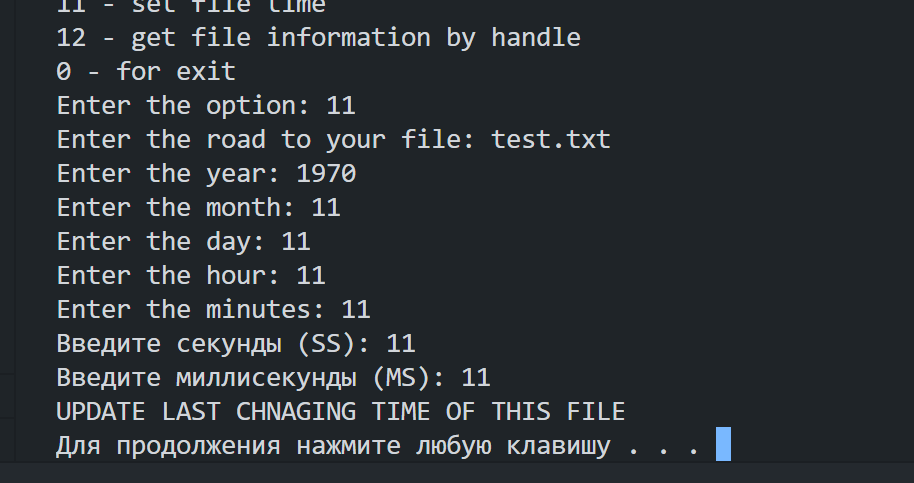 11 - set file time
12 - get file information by handle
0 - for exit
Enter the option: 11
Enter the road to your file: test.txt
Enter the year: 1970
Enter the month: 11
Enter the day: 11
Enter the hour: 11
Enter the minutes: 11
Введите секунды (SS): 11
Введите миллисекунды (MS): 11
UPDATE LAST CHNAGING TIME OF THIS FILE
Для продолжения нажмите любую клавишу . . .